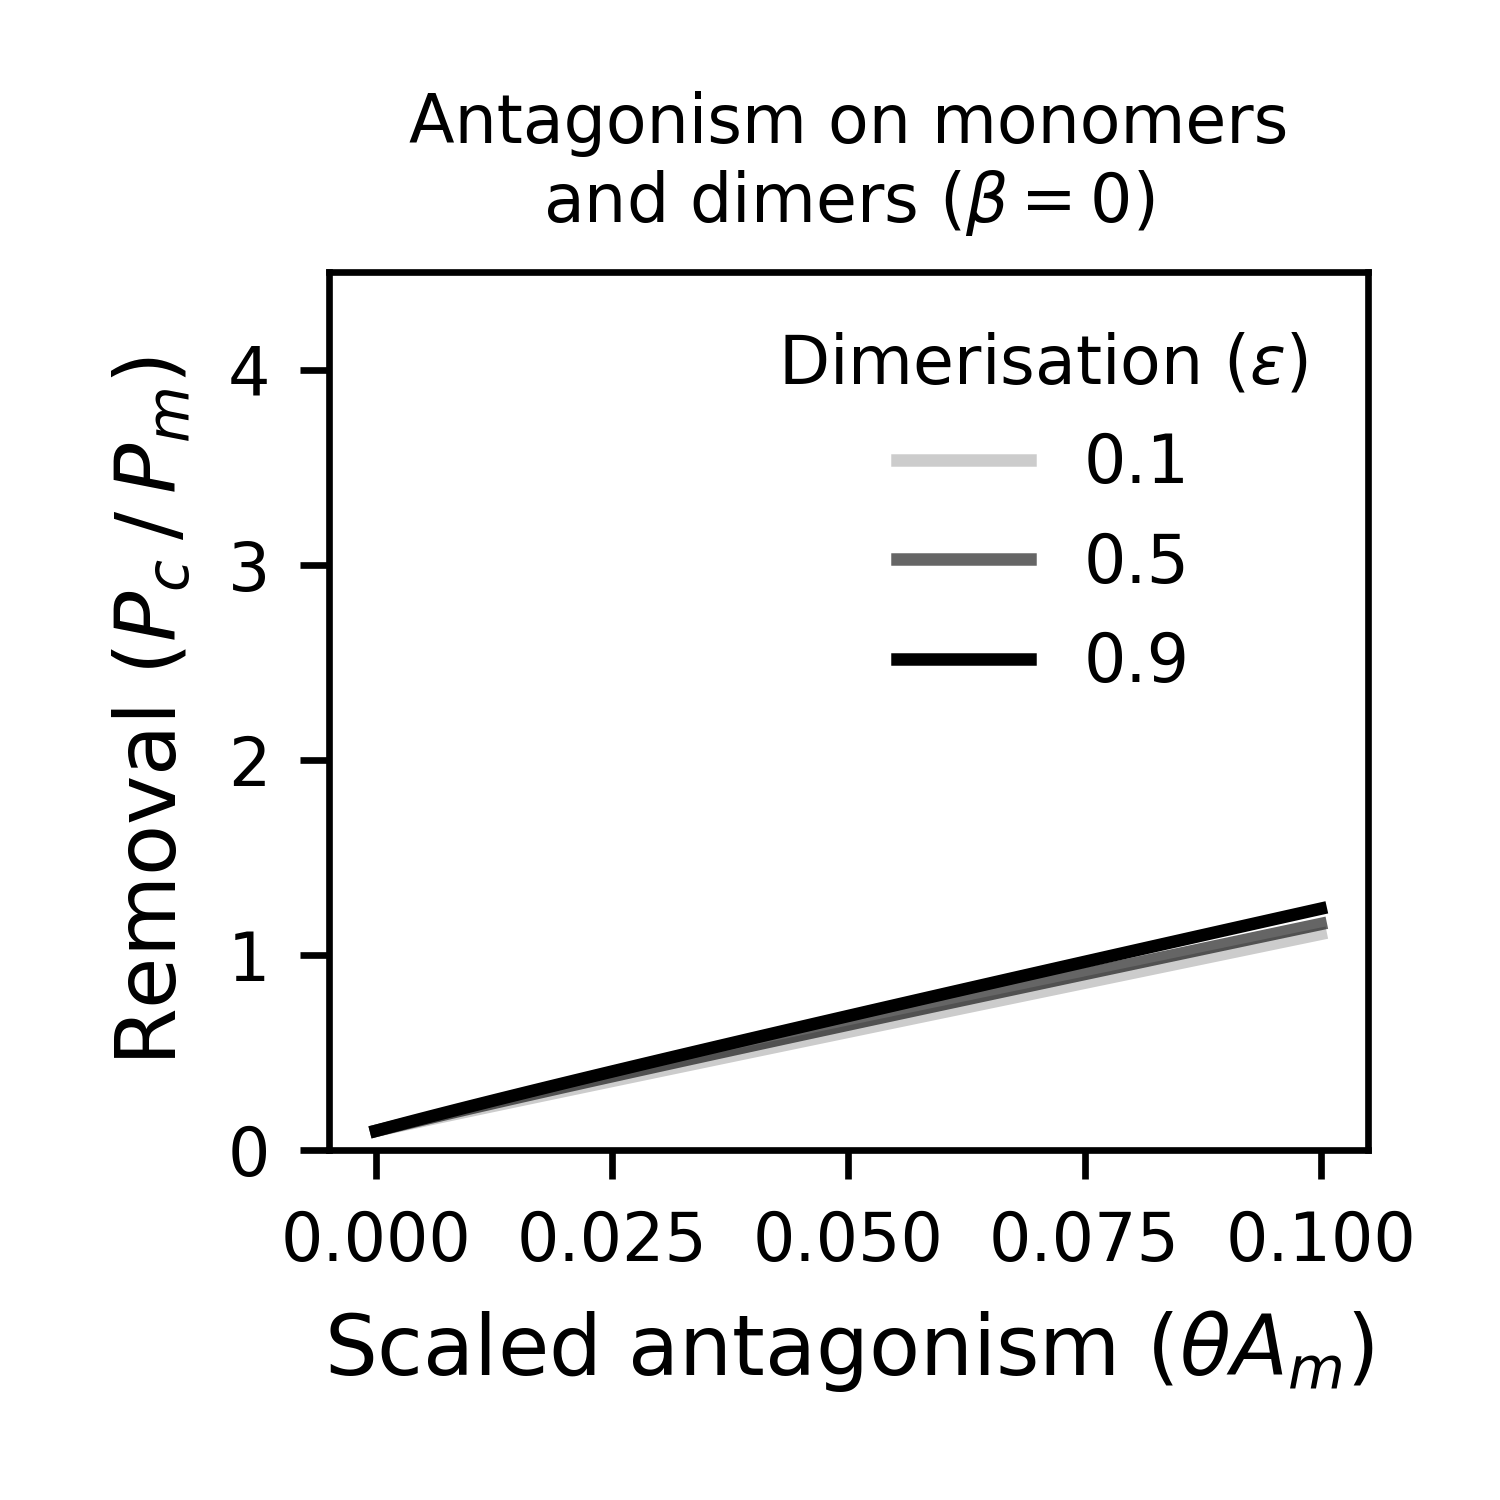 Antagonism on monomers
and dimers (β = 0)
Removal (P_c / P_m)
4
3
2
1
0
Dimerisation (ε)
0.1
0.5
0.9
0.000 0.025 0.050 0.075 0.100
Scaled antagonism (θA_m)